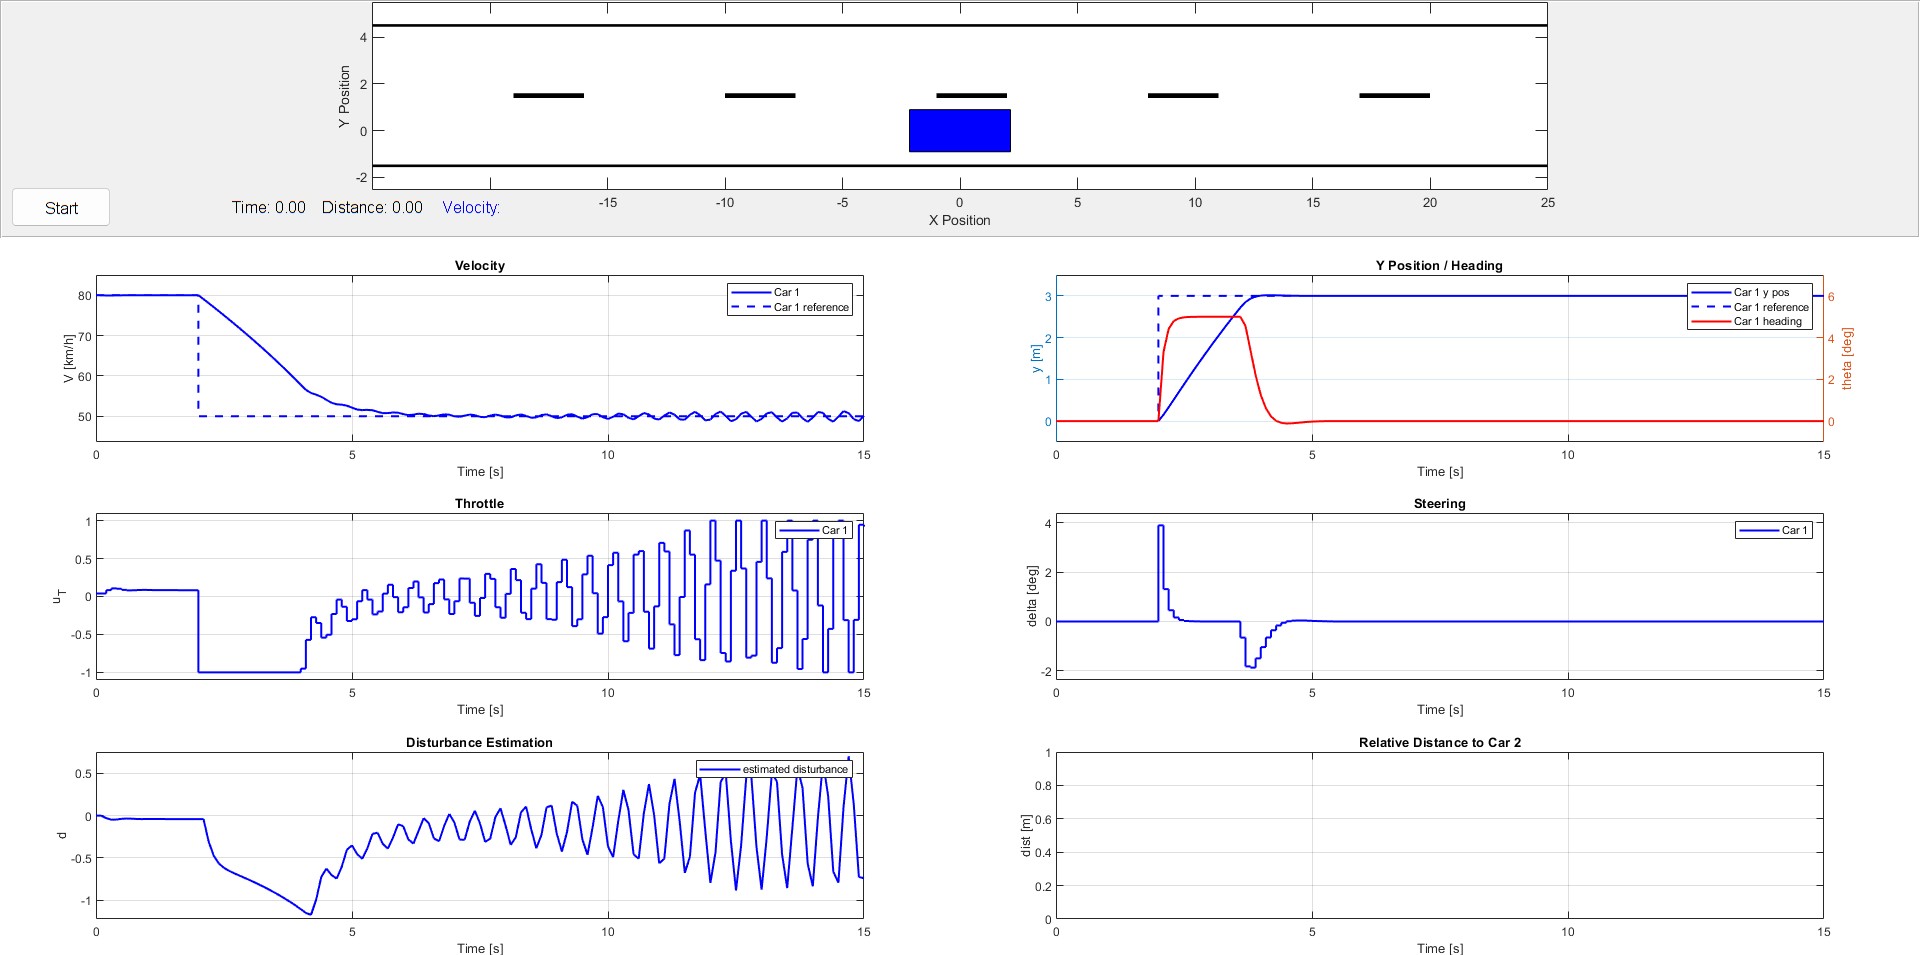 4
2
0
-2
Y Position
-15 -10 -5 0 5 10 15 20 25
X Position
Start
Time: 0.00 Distance: 0.00 Velocity:
Velocity
80
70
60
50
V [km/h]
Car 1
Car 1 reference
0 5 10 15
Time [s]
Y Position / Heading
3
2
1
0
y [m]
Car 1 y pos
Car 1 reference
Car 1 heading
6
4
2
0
theta [deg]
0 5 10 15
Time [s]
Throttle
1
0.5
0
-0.5
-1
u_T
Car 1
0 5 10 15
Time [s]
Steering
4
2
0
-2
delta [deg]
Car 1
0 5 10 15
Time [s]
Disturbance Estimation
0.5
0
-0.5
-1
d
estimated disturbance
0 5 10 15
Time [s]
Relative Distance to Car 2
1
0.8
0.6
0.4
0.2
0
dist [m]
0 5 10 15
Time [s]